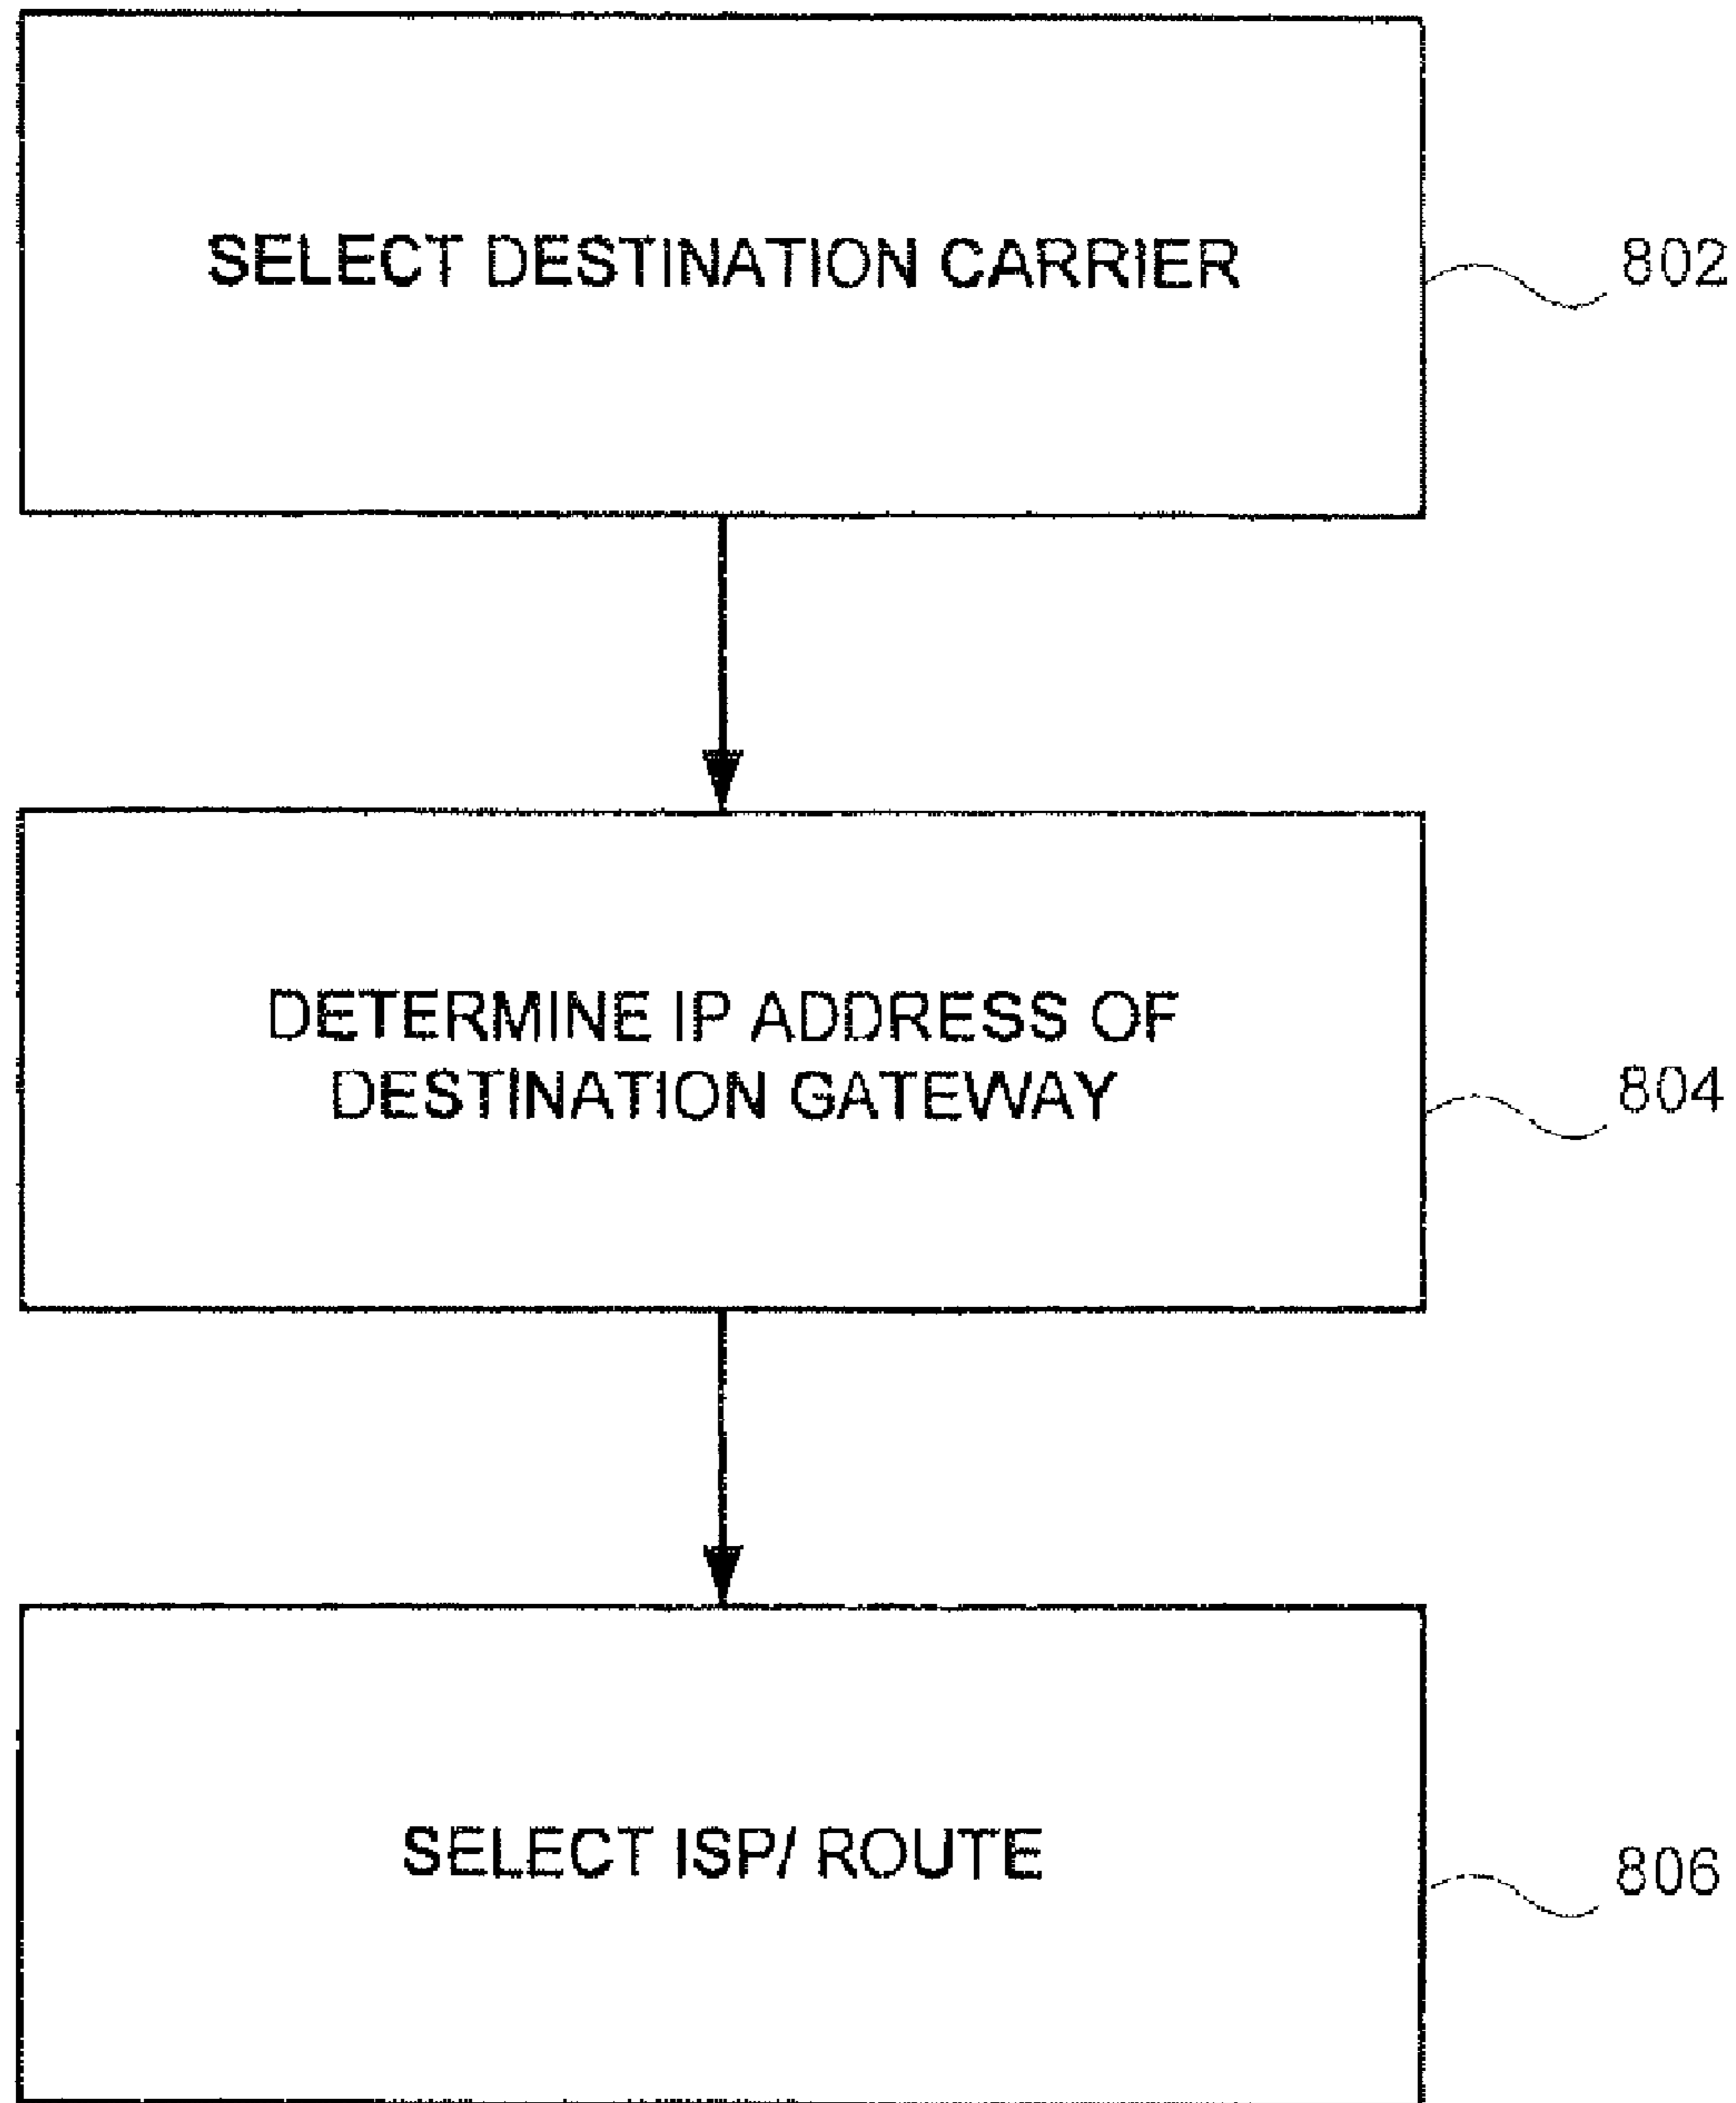 SELECT DESTINATION CARRIER
802
DETERMINE IP ADDRESS OF
DESTINATION GATEWAY
804
SELECT ISP/ ROUTE
806